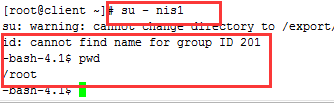 [root@client ~]# su - nis1
su: warning: cannot change directory to /export/
id: cannot find name for group ID 201
-bash-4.1$ pwd
/root
-bash-4.1$